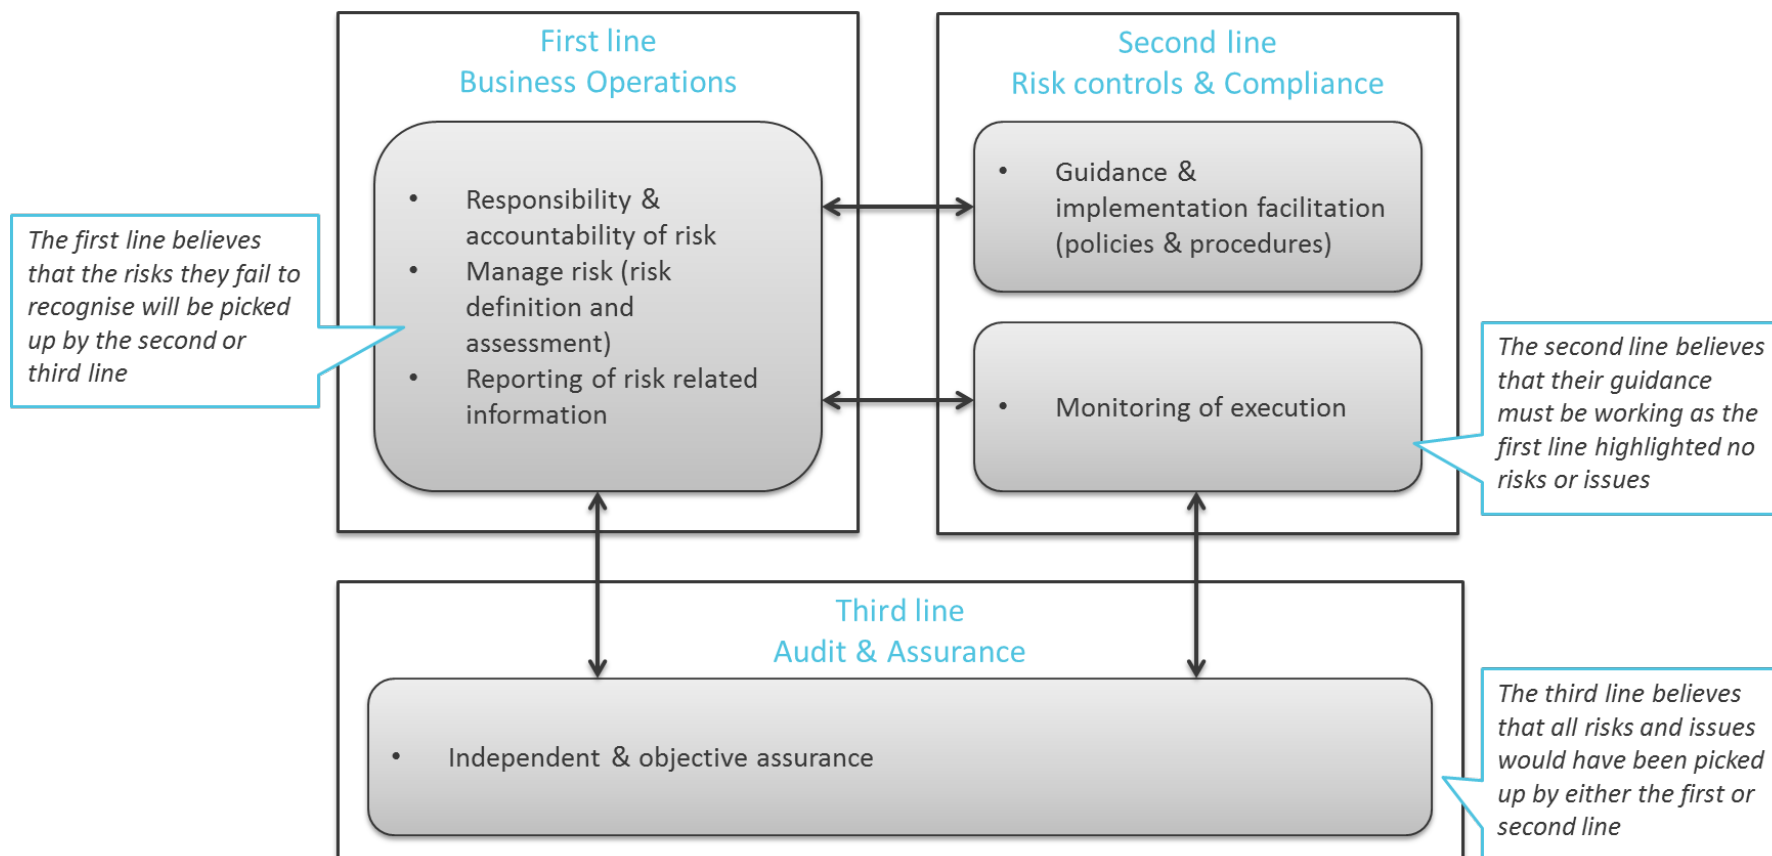 First line
Business Operations
• Responsibility &
accountability of risk
• Manage risk (risk
definition and
assessment)
• Reporting of risk related
information
The first line believes
that the risks they fail to
recognise will be picked
up by the second or
third line
Second line
Risk controls & Compliance
• Guidance &
implementation facilitation
(policies & procedures)
• Monitoring of execution
The second line believes
that their guidance
must be working as the
first line highlighted no
risks or issues
Third line
Audit & Assurance
• Independent & objective assurance
The third line believes
that all risks and issues
would have been picked
up by either the first or
second line